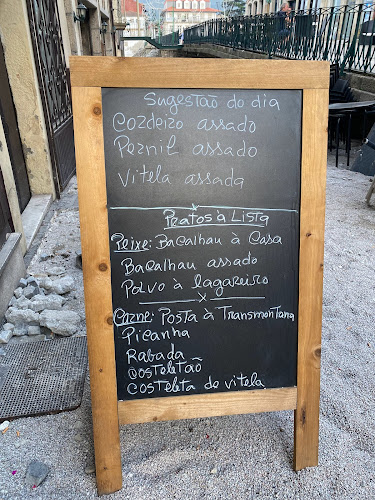 Sugestão do dia
Cordeiro assado
Pernil assado
Vitela assada
Pratos à Lista
Peixe: Bacalhau à Casa
Bacalhau assado
Polvo à lagareiro
Carne: Posta à Transmontana
Picanha
Rabada
Costeletão
Costeleta de vitela